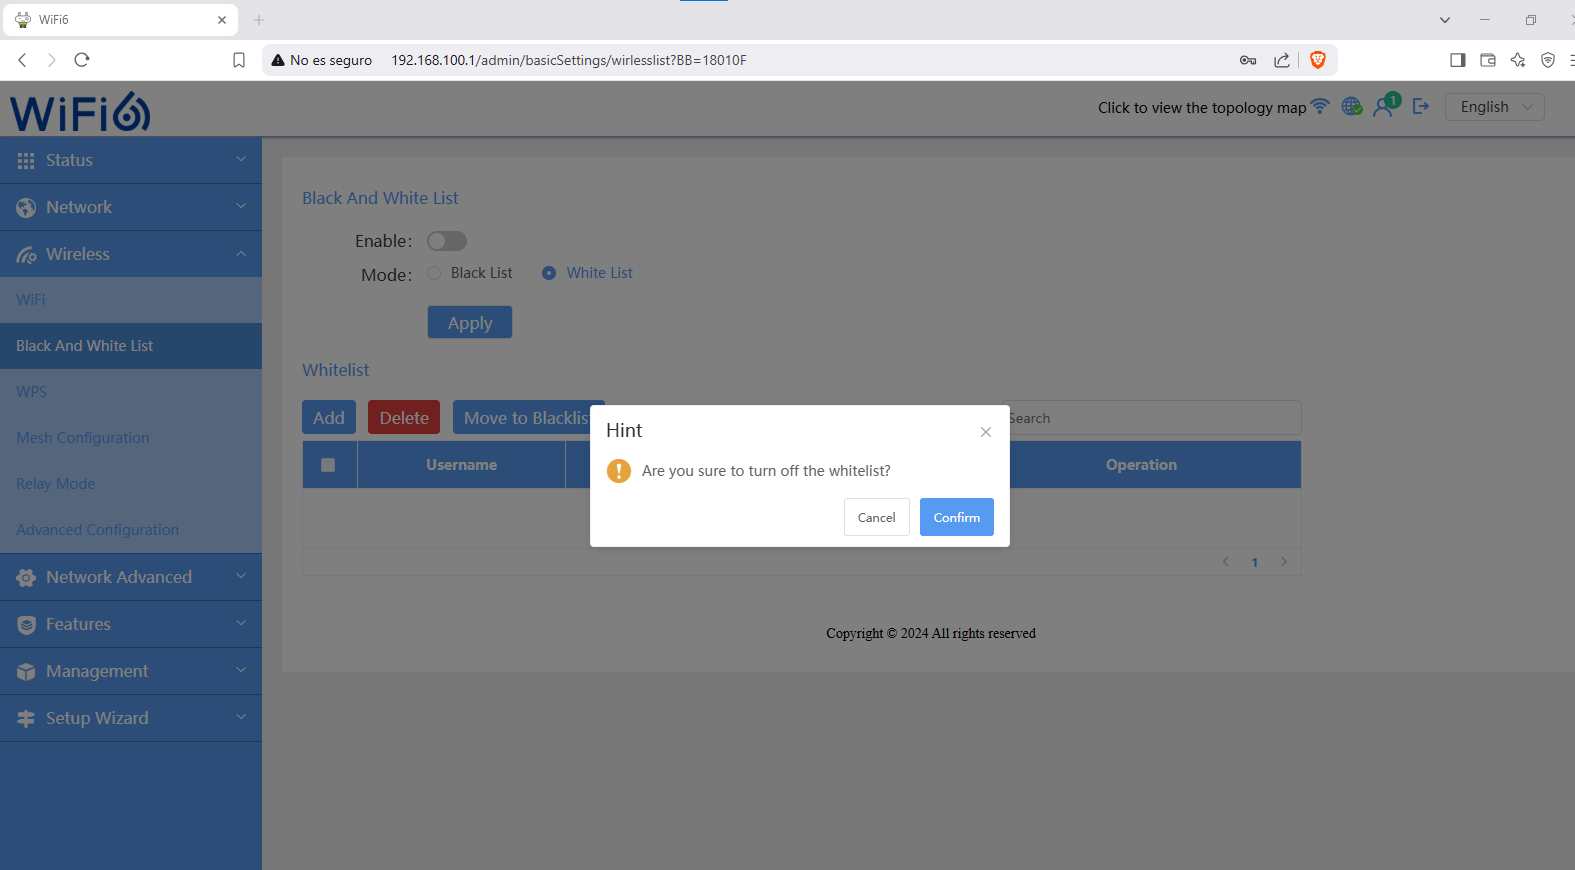 WiFi6
No es seguro 192.168.100.1/admin/basicSettings/wirlesslist?BB=18010F
WiFi6
Click to view the topology map 1 English
Status
Network
Wireless
WiFi
Black And White List
WPS
Mesh Configuration
Relay Mode
Advanced Configuration
Network Advanced
Features
Management
Setup Wizard
Black And White List
Enable:
Mode: Black List White List
Apply
Whitelist
Add Delete Move to Blacklis Search
Username Operation
Hint
Are you sure to turn off the whitelist?
Cancel Confirm
1
Copyright © 2024 All rights reserved